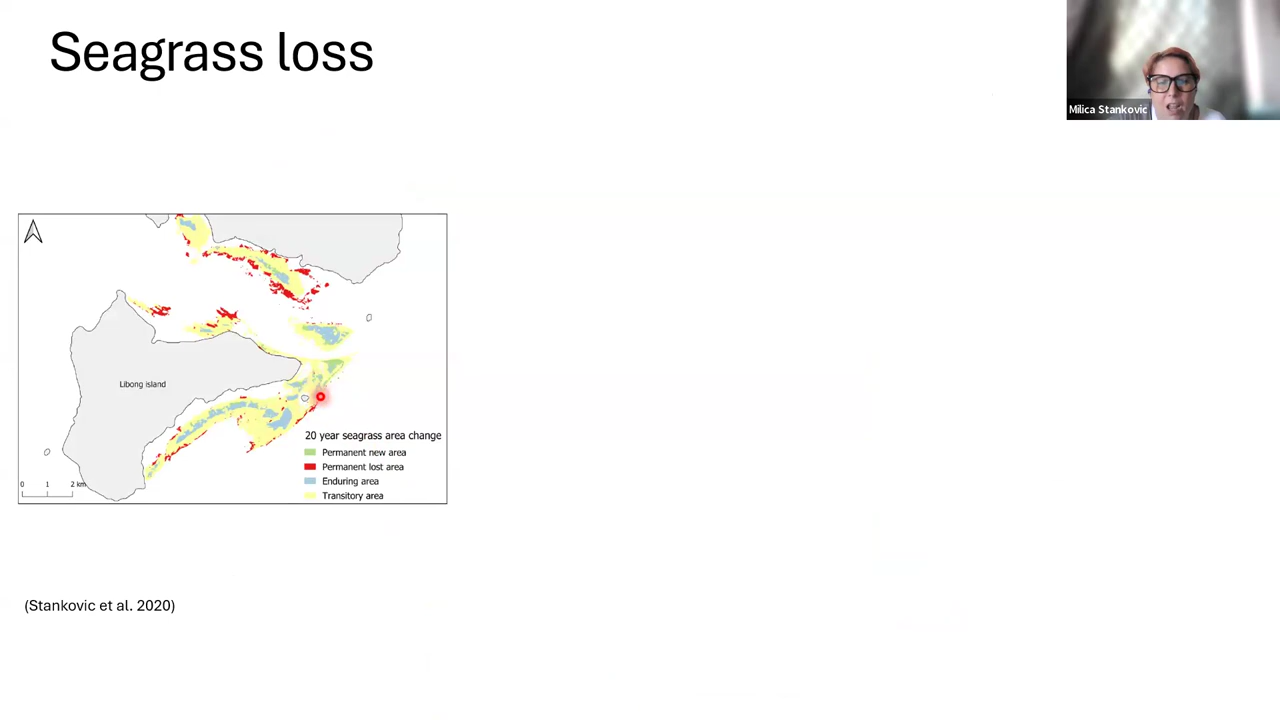 Seagrass loss
Milica Stankovic
Libong island
20 year seagrass area change
Permanent new area
Permanent lost area
Enduring area
Transitory area
0 1 2 km
(Stankovic et al. 2020)